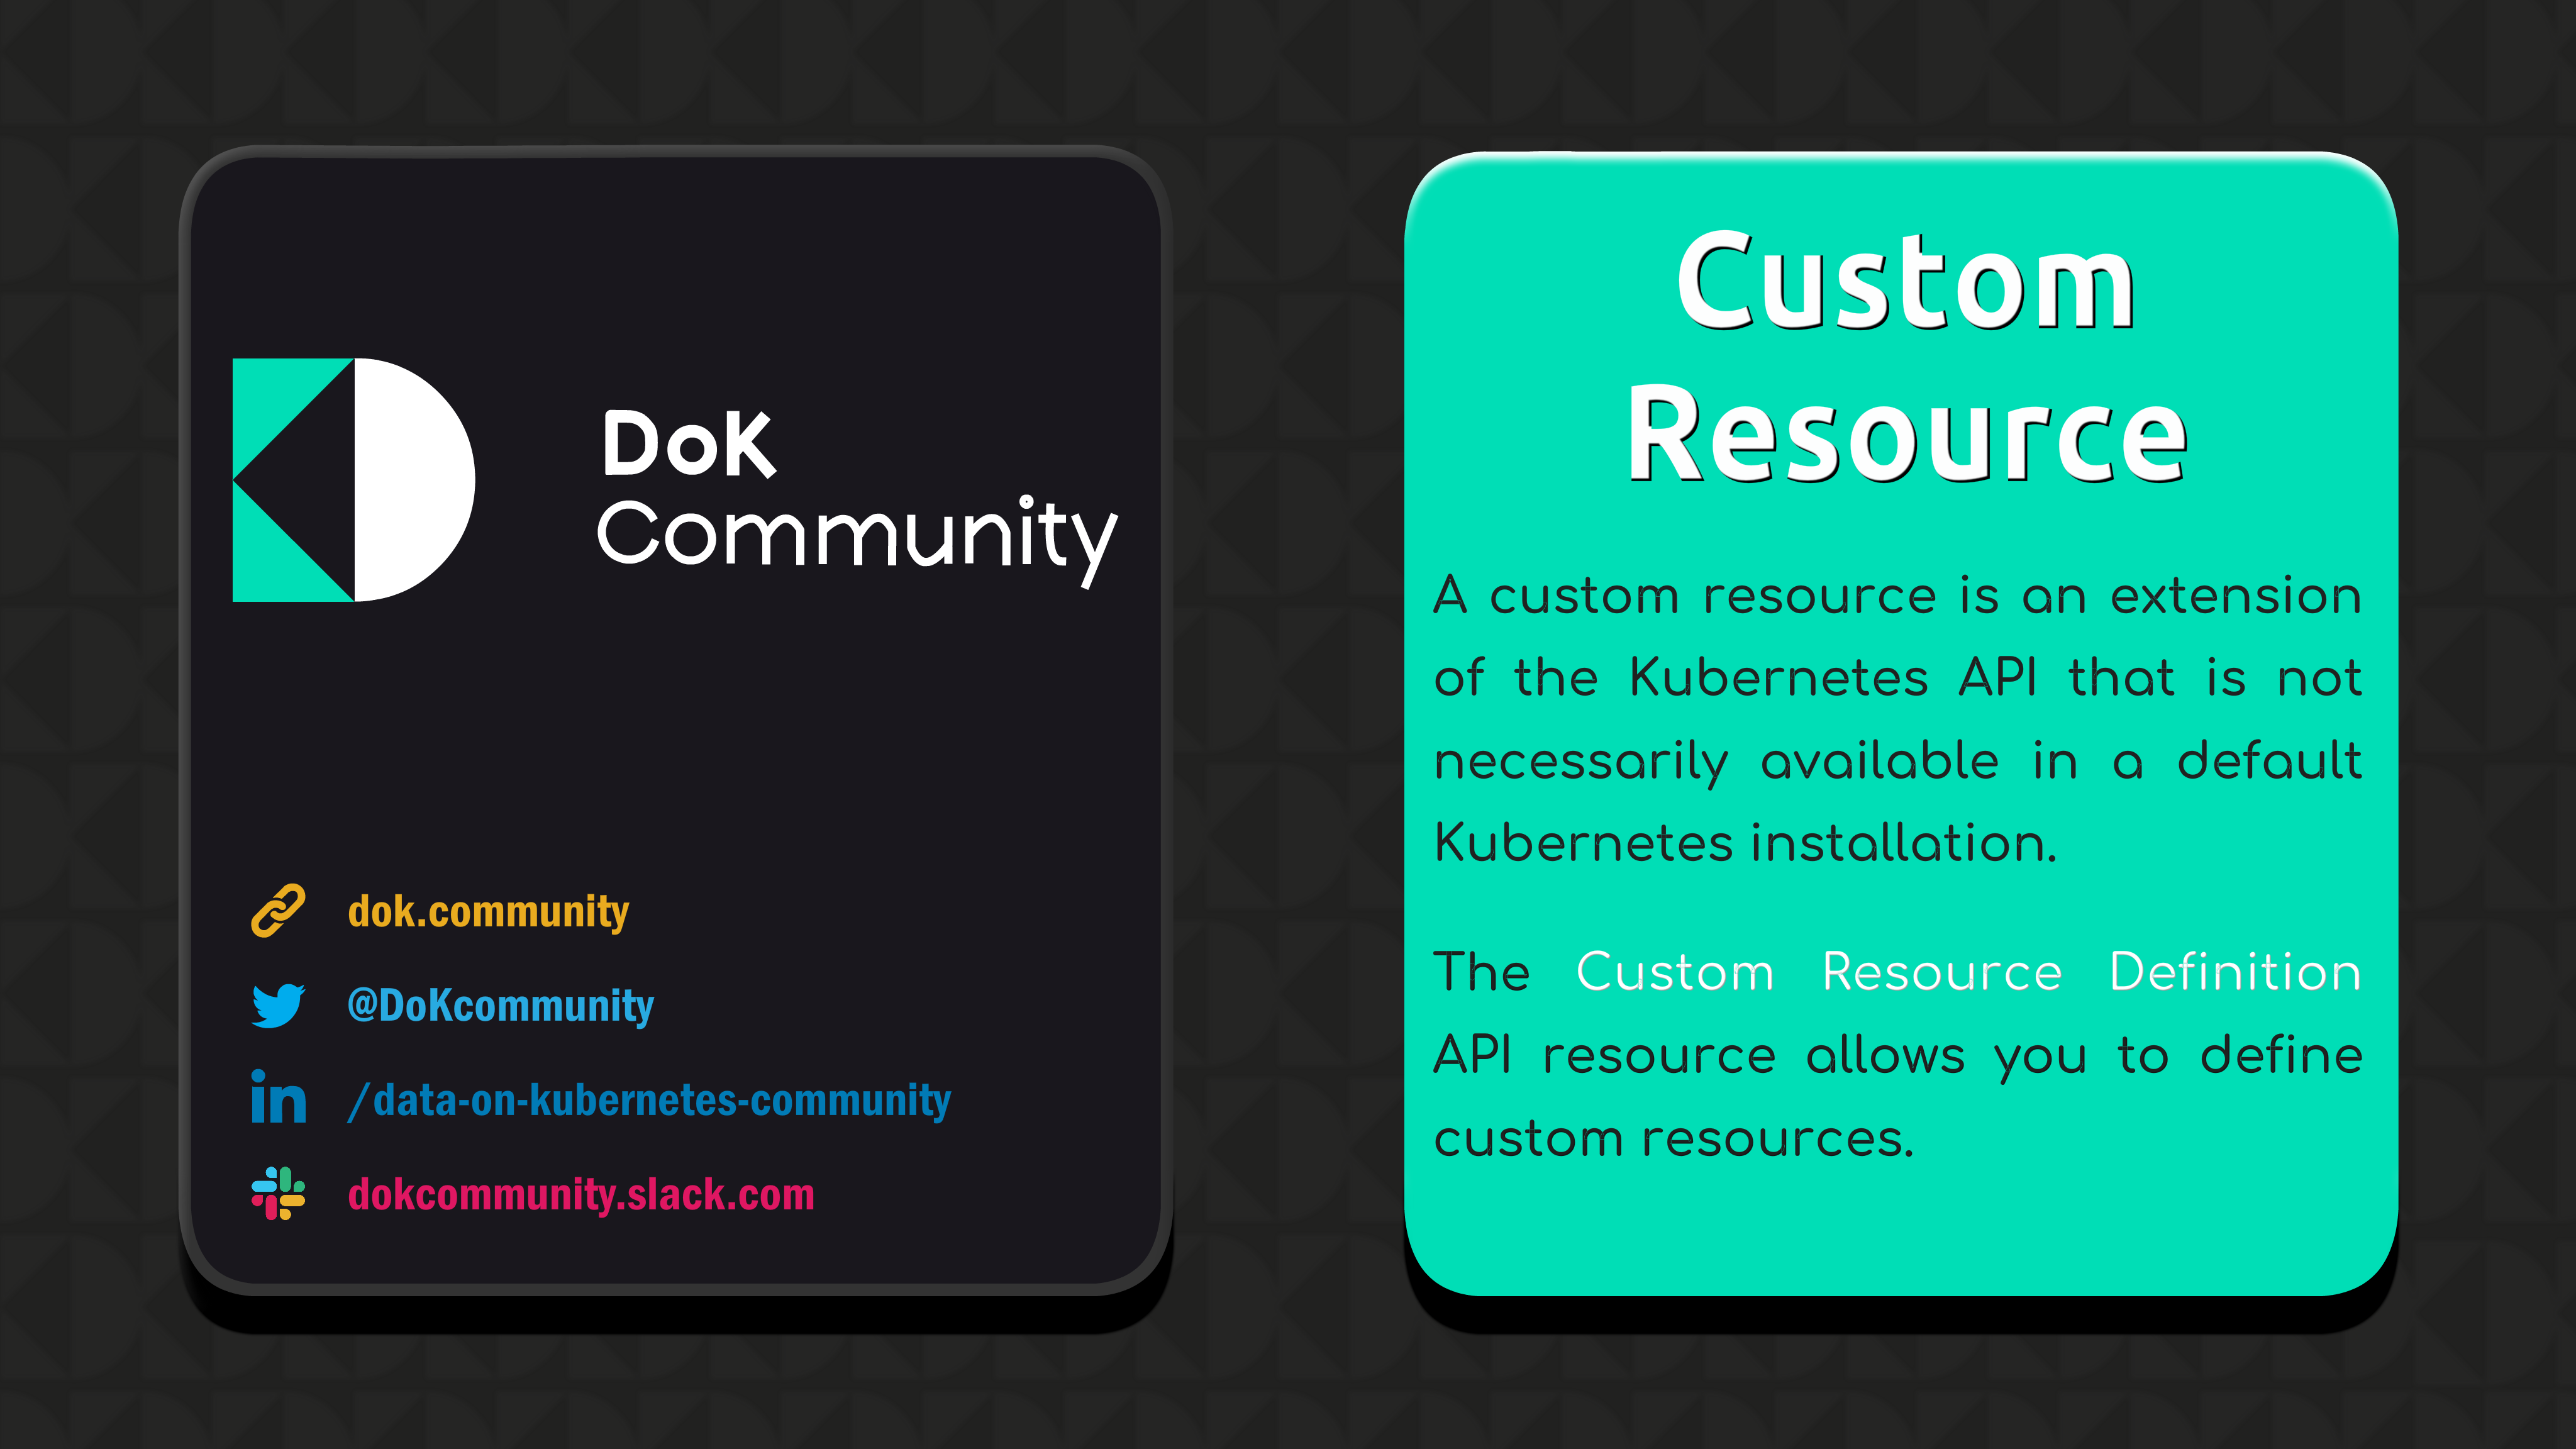 DoK
Community
dok.community
@DoKcommunity
/data-on-kubernetes-community
dokcommunity.slack.com
Custom
Resource
A custom resource is an extension
of the Kubernetes API that is not
necessarily available in a default
Kubernetes installation.
The Custom Resource Definition
API resource allows you to define
custom resources.